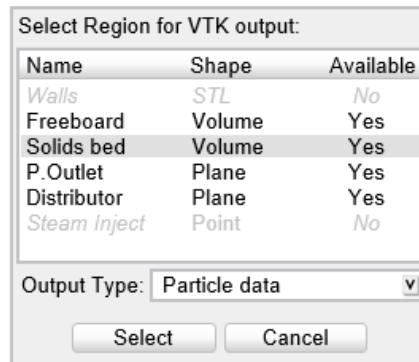 Select Region for VTK output:
Name Shape Available
Walls STL No
Freeboard Volume Yes
Solids bed Volume Yes
P.Outlet Plane Yes
Distributor Plane Yes
Steam Inject Point No
Output Type: Particle data
Select Cancel